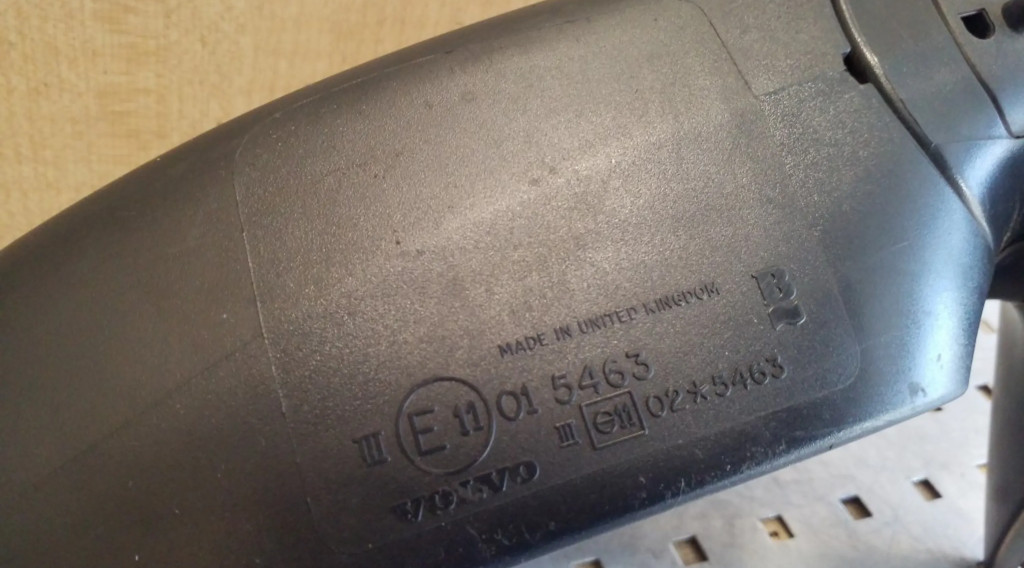 MADE IN UNITED KINGDOM
B
III E 11 01 5463
III e11 02*5463
VOLVO